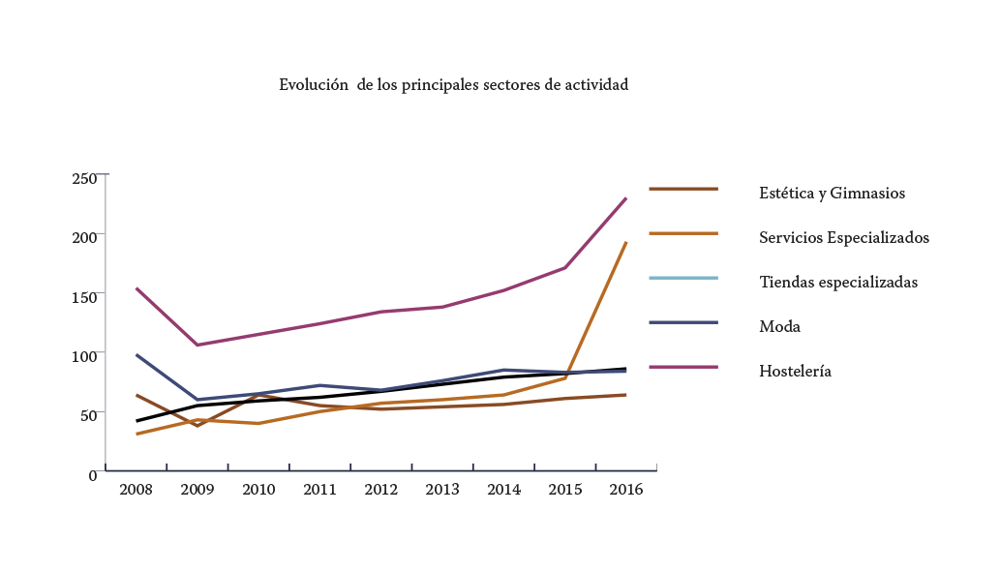 Evolución  de los principales sectores de actividad
250
200
150
100
50
0
2008 2009 2010 2011 2012 2013 2014 2015 2016
Estética y Gimnasios
Servicios Especializados
Tiendas especializadas
Moda
Hostelería